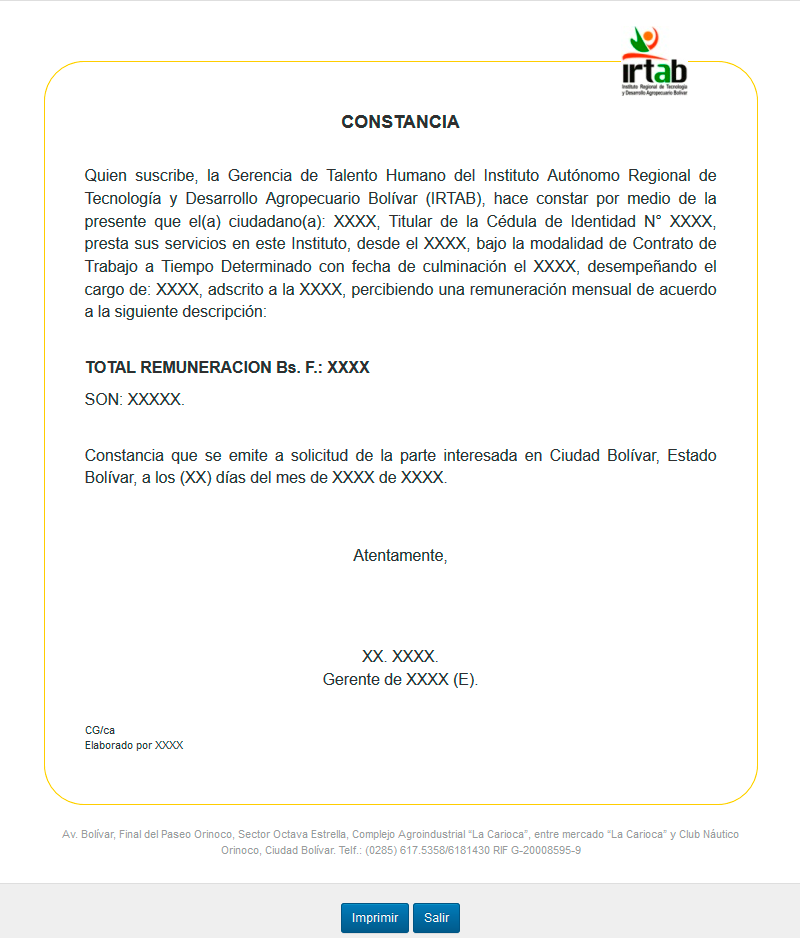 irtab
Instituto Regional de Tecnología
y Desarrollo Agropecuario Bolívar
CONSTANCIA
Quien suscribe, la Gerencia de Talento Humano del Instituto Autónomo Regional de
Tecnología y Desarrollo Agropecuario Bolívar (IRTAB), hace constar por medio de la
presente que el(a) ciudadano(a): XXXX, Titular de la Cédula de Identidad N° XXXX,
presta sus servicios en este Instituto, desde el XXXX, bajo la modalidad de Contrato de
Trabajo a Tiempo Determinado con fecha de culminación el XXXX, desempeñando el
cargo de: XXXX, adscrito a la XXXX, percibiendo una remuneración mensual de acuerdo
a la siguiente descripción:
TOTAL REMUNERACION Bs. F.: XXXX
SON: XXXXX.
Constancia que se emite a solicitud de la parte interesada en Ciudad Bolívar, Estado
Bolívar, a los (XX) días del mes de XXXX de XXXX.
Atentamente,
XX. XXXX.
Gerente de XXXX (E).
CG/ca
Elaborado por XXXX
Av. Bolívar, Final del Paseo Orinoco, Sector Octava Estrella, Complejo Agroindustrial “La Carioca”, entre mercado “La Carioca” y Club Náutico
Orinoco, Ciudad Bolívar. Telf.: (0285) 617.5358/6181430 RIF G-20008595-9
Imprimir Salir